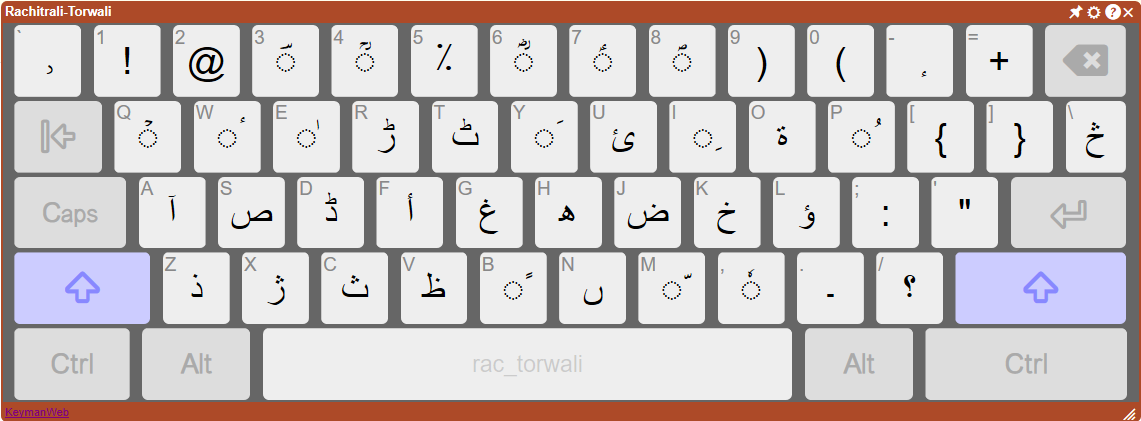 Rachitrali-Torwali
` 1 ! 2 @ 3 4 5 ٪ 6 7 8 9 ) 0 ( - = +
Q W E R ڑ T ٹ Y U ئ I O ة P [ { ] } \ څ
Caps A آ S ص D ڈ F أ G غ H ھ J ض K خ L ؤ ; : ' "
Z ذ X ژ C ث V ظ B ً N ں M ّ , . ۔ / ؟
Ctrl Alt rac_torwali Alt Ctrl
KeymanWeb